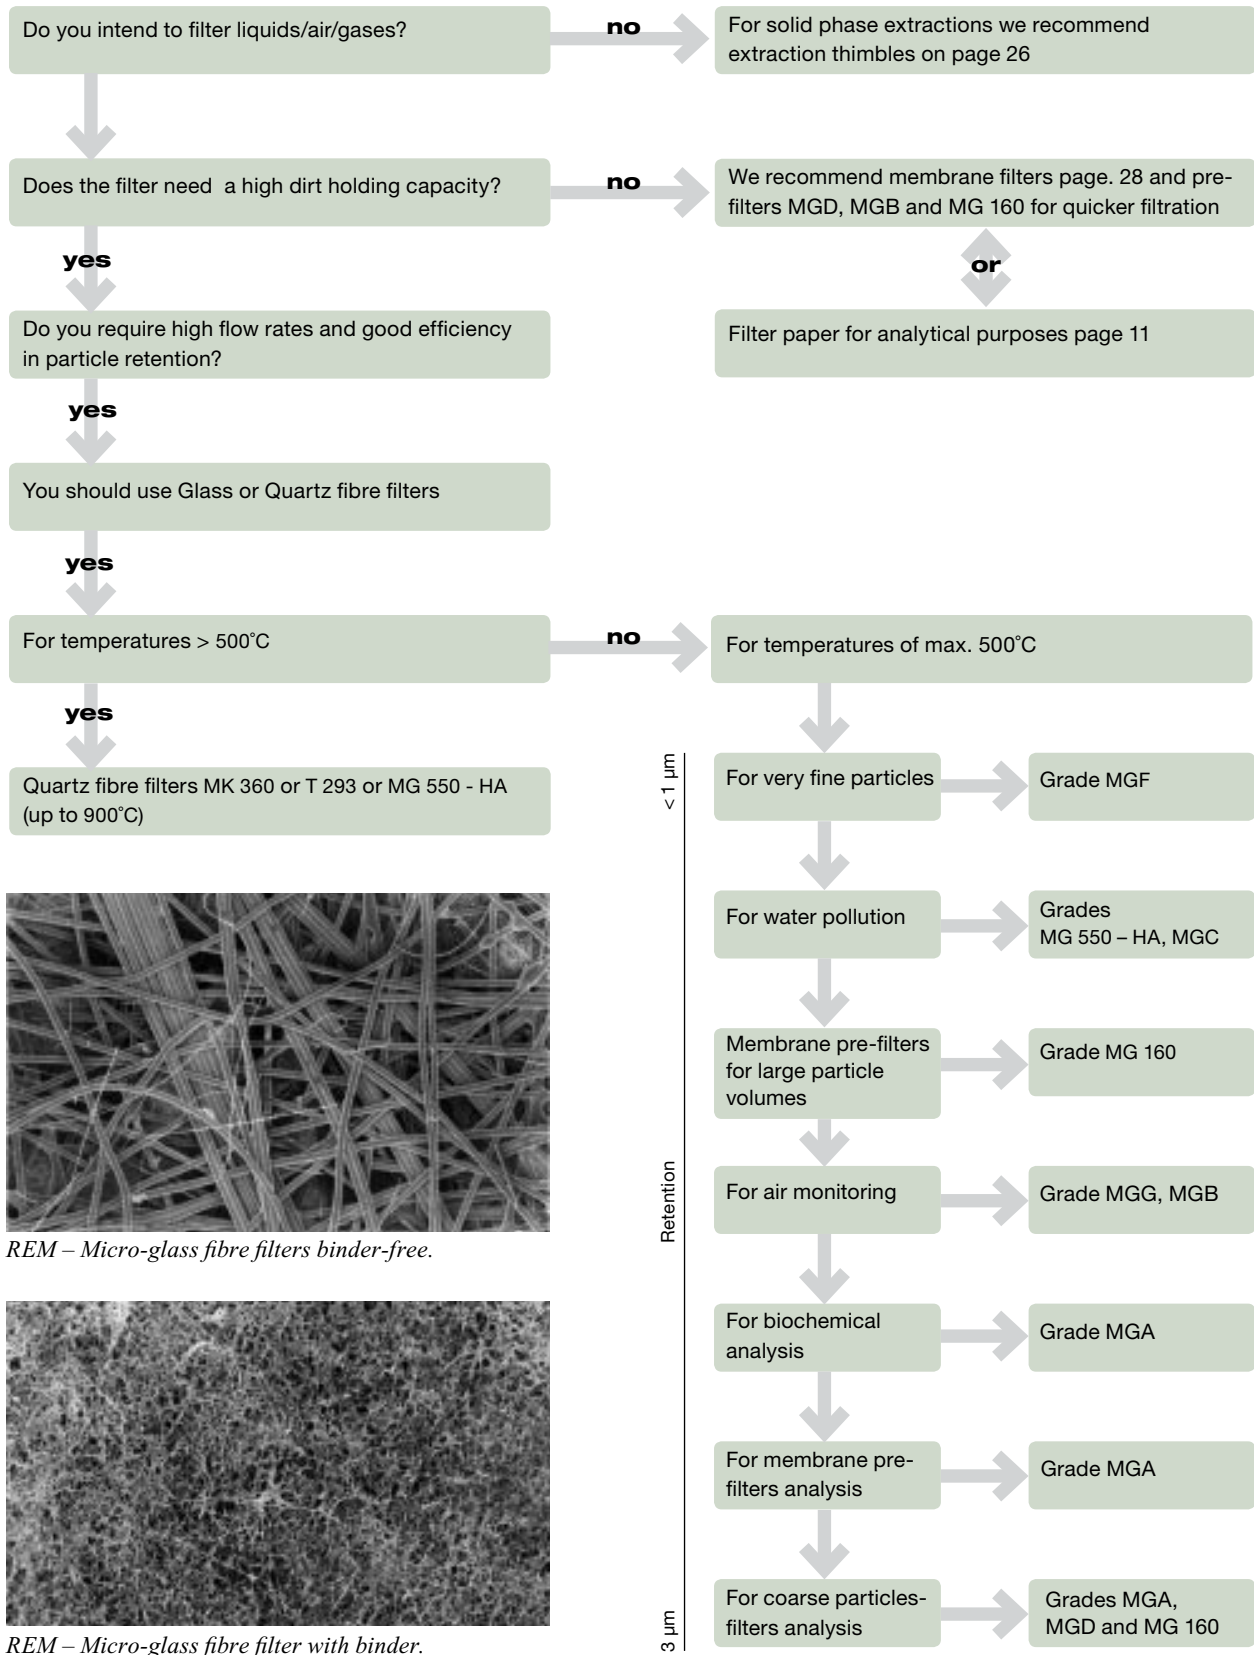 Do you intend to filter liquids/air/gases?
no
For solid phase extractions we recommend
extraction thimbles on page 26
Does the filter need  a high dirt holding capacity?
no
We recommend membrane filters page. 28 and pre-
filters MGD, MGB and MG 160 for quicker filtration
yes
or
Do you require high flow rates and good efficiency
in particle retention?
Filter paper for analytical purposes page 11
yes
You should use Glass or Quartz fibre filters
yes
For temperatures > 500°C
no
For temperatures of max. 500°C
yes
Quartz fibre filters MK 360 or T 293 or MG 550 - HA
(up to 900°C)
< 1 µm
For very fine particles
Grade MGF
For water pollution
Grades
MG 550 – HA, MGC
Membrane pre-filters
for large particle
volumes
Grade MG 160
Retention
For air monitoring
Grade MGG, MGB
REM – Micro-glass fibre filters binder-free.
For biochemical
analysis
Grade MGA
For membrane pre-
filters analysis
Grade MGA
3 µm
For coarse particles-
filters analysis
Grades MGA,
MGD and MG 160
REM – Micro-glass fibre filter with binder.